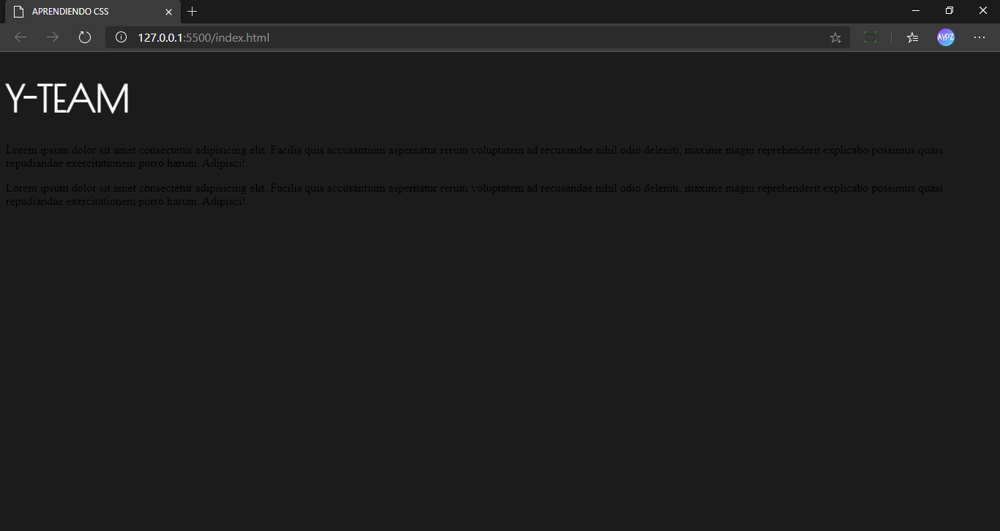 APRENDIENDO CSS
127.0.0.1:5500/index.html
AYPZ
Y-TEAM
Lorem ipsum dolor sit amet consectetur adipisicing elit. Facilis quis accusantium aspernatur rerum voluptatem ad recusandae nihil odio deleniti, maxime magni reprehenderit explicabo possimus quasi
repudiandae exercitationem porro harum. Adipisci!
Lorem ipsum dolor sit amet consectetur adipisicing elit. Facilis quis accusantium aspernatur rerum voluptatem ad recusandae nihil odio deleniti, maxime magni reprehenderit explicabo possimus quasi
repudiandae exercitationem porro harum. Adipisci!